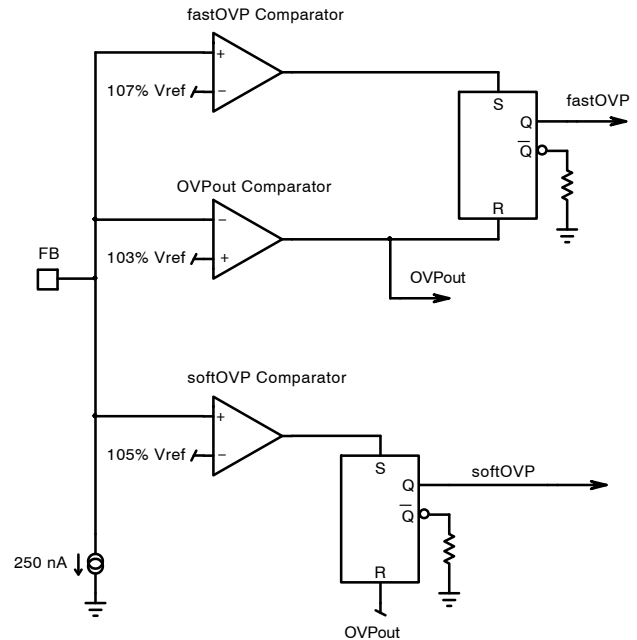 fastOVP Comparator
+
107% Vref
−
S
fastOVP
Q
Q
R
OVPout Comparator
−
103% Vref
+
FB
OVPout
softOVP Comparator
+
105% Vref
−
S
softOVP
Q
Q
R
250 nA
OVPout